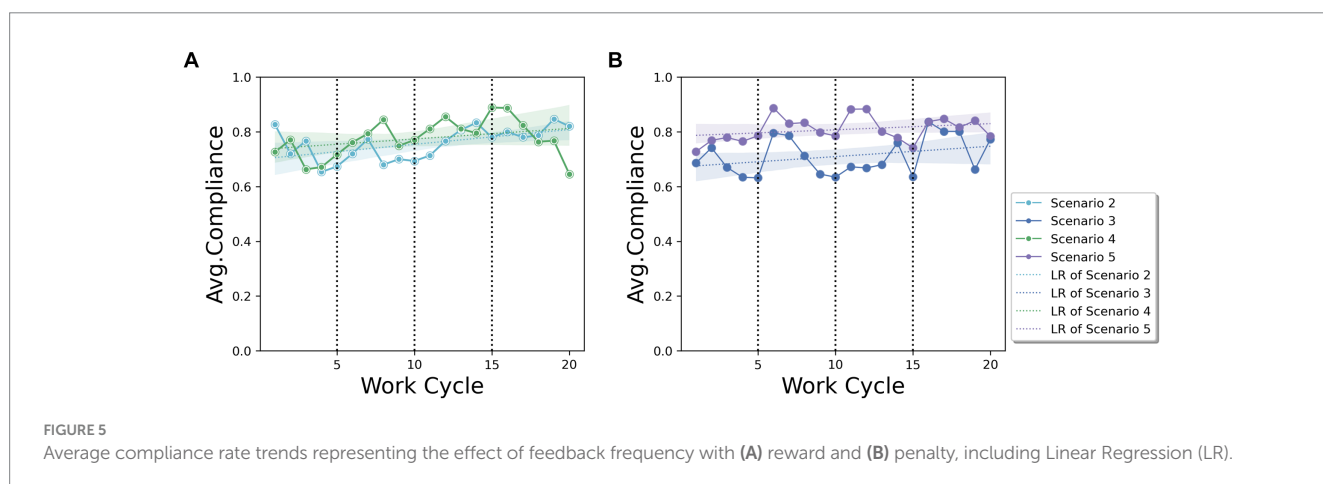 A
B
1.0
0.8
0.6
0.4
0.2
0.0
Avg.Compliance
5
10
15
20
Work Cycle
1.0
0.8
0.6
0.4
0.2
0.0
Avg.Compliance
5
10
15
20
Work Cycle
Scenario 2
Scenario 3
Scenario 4
Scenario 5
LR of Scenario 2
LR of Scenario 3
LR of Scenario 4
LR of Scenario 5
FIGURE 5
Average compliance rate trends representing the effect of feedback frequency with (A) reward and (B) penalty, including Linear Regression (LR).